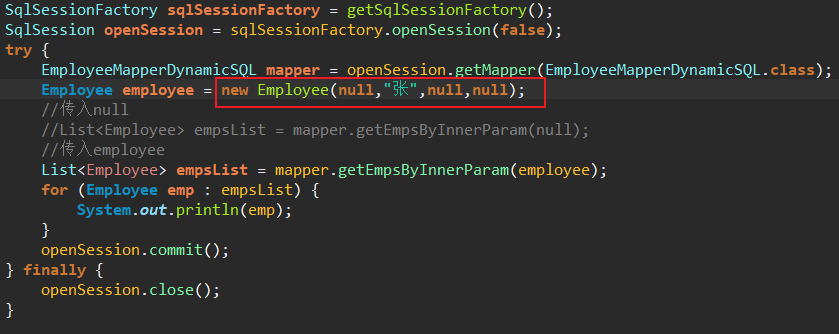 SqlSessionFactory sqlSessionFactory = getSqlSessionFactory();
SqlSession openSession = sqlSessionFactory.openSession(false);
try {
    EmployeeMapperDynamicSQL mapper = openSession.getMapper(EmployeeMapperDynamicSQL.class);
    Employee employee = new Employee(null,"张",null,null);
    //传入null
    //List<Employee> empsList = mapper.getEmpsByInnerParam(null);
    //传入employee
    List<Employee> empsList = mapper.getEmpsByInnerParam(employee);
    for (Employee emp : empsList) {
        System.out.println(emp);
    }
    openSession.commit();
} finally {
    openSession.close();
}